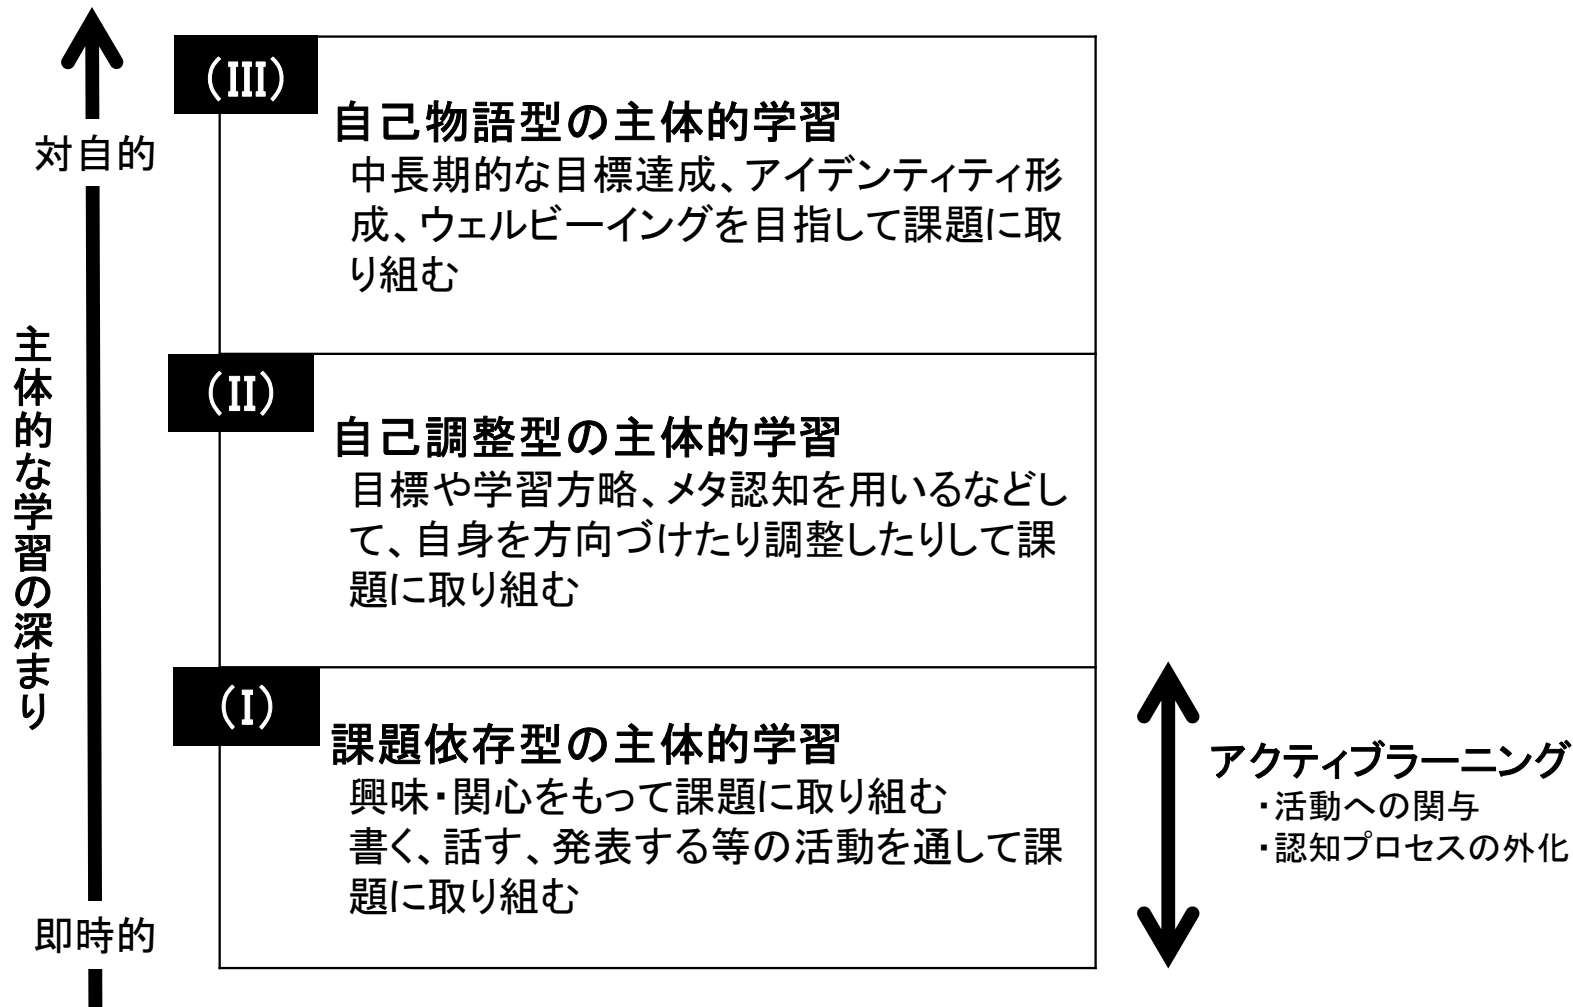 対自的
主体的な学習の深まり
即時的
（III）
自己物語型の主体的学習
中長期的な目標達成、アイデンティティ形
成、ウェルビーイングを目指して課題に取
り組む
（II）
自己調整型の主体的学習
目標や学習方略、メタ認知を用いるなどし
て、自身を方向づけたり調整したりして課
題に取り組む
（I）
課題依存型の主体的学習
興味・関心をもって課題に取り組む
書く、話す、発表する等の活動を通して課
題に取り組む
アクティブラーニング
・活動への関与
・認知プロセスの外化